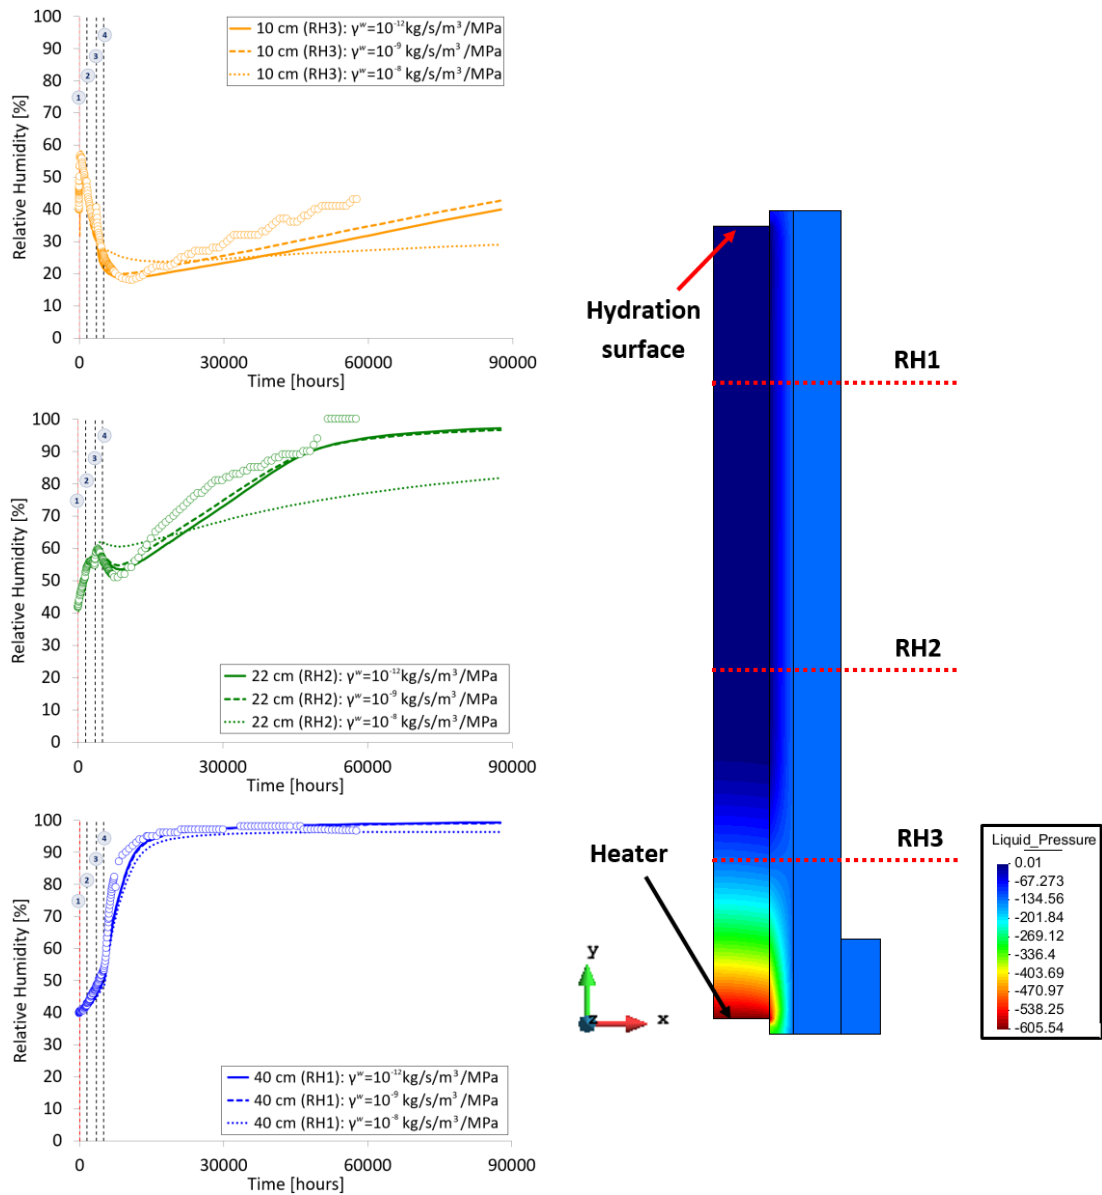 100
90
80
70
60
50
40
30
20
10
0
Relative Humidity [%]
1
2
3
4
10 cm (RH3): γʷ=10⁻¹²kg/s/m³/MPa
10 cm (RH3): γʷ=10⁻⁹ kg/s/m³/MPa
10 cm (RH3): γʷ=10⁻⁸ kg/s/m³/MPa
0 30000 60000 90000
Time [hours]
100
90
80
70
60
50
40
30
20
10
0
Relative Humidity [%]
1
2
3
4
22 cm (RH2): γʷ=10⁻¹²kg/s/m³/MPa
22 cm (RH2): γʷ=10⁻⁹ kg/s/m³/MPa
22 cm (RH2): γʷ=10⁻⁸ kg/s/m³/MPa
0 30000 60000 90000
Time [hours]
100
90
80
70
60
50
40
30
20
10
0
Relative Humidity [%]
1
2
3
4
40 cm (RH1): γʷ=10⁻¹²kg/s/m³/MPa
40 cm (RH1): γʷ=10⁻⁹ kg/s/m³/MPa
40 cm (RH1): γʷ=10⁻⁸ kg/s/m³/MPa
0 30000 60000 90000
Time [hours]
Hydration
surface
RH1
RH2
RH3
Heater
y
z
x
Liquid_Pressure
0.01
-67.273
-134.56
-201.84
-269.12
-336.4
-403.69
-470.97
-538.25
-605.54